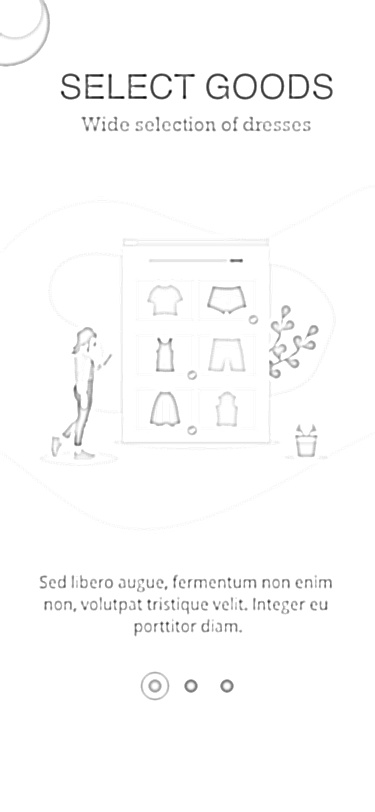 SELECT GOODS
Wide selection of dresses
Sed libero augue, fermentum non enim
non, volutpat tristique velit. Integer eu
porttitor diam.